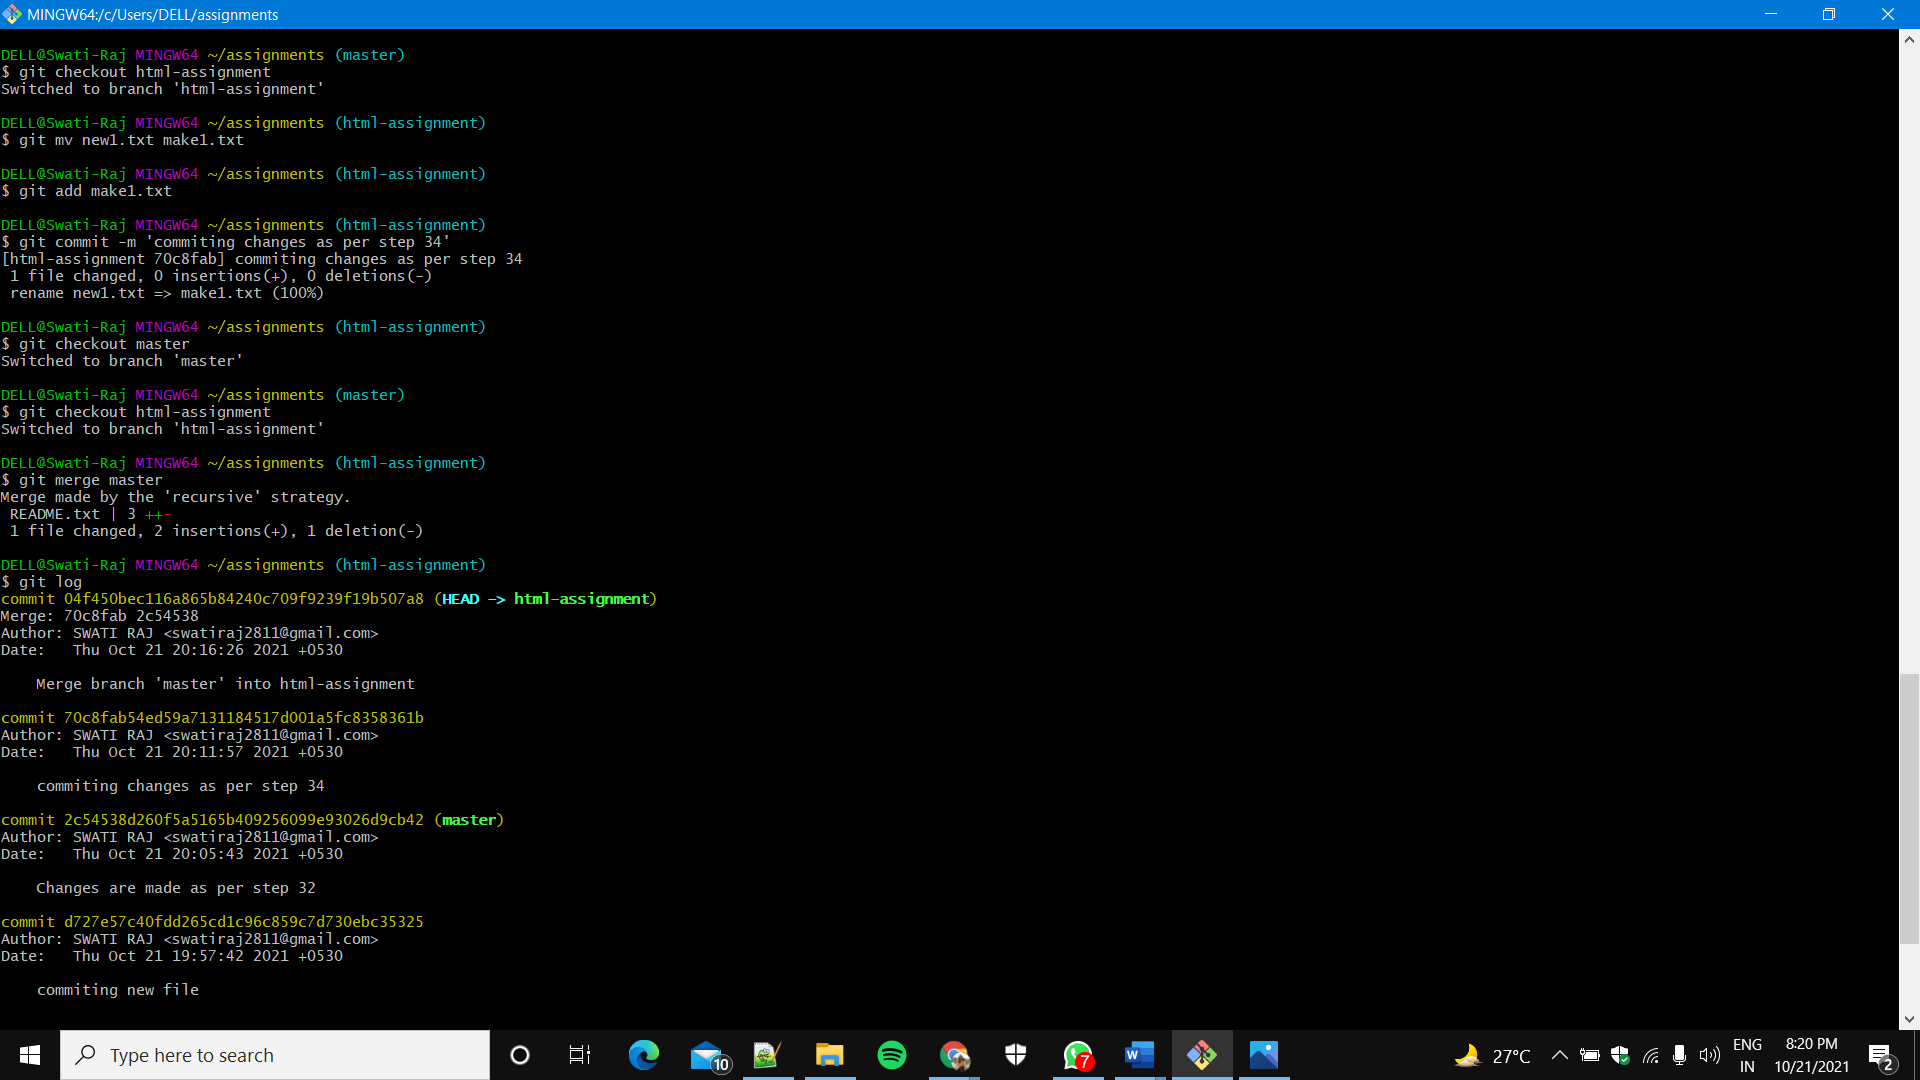 MINGW64:/c/Users/DELL/assignments
DELL@Swati-Raj MINGW64 ~/assignments (master)
$ git checkout html-assignment
Switched to branch 'html-assignment'
DELL@Swati-Raj MINGW64 ~/assignments (html-assignment)
$ git mv new1.txt make1.txt
DELL@Swati-Raj MINGW64 ~/assignments (html-assignment)
$ git add make1.txt
DELL@Swati-Raj MINGW64 ~/assignments (html-assignment)
$ git commit -m 'commiting changes as per step 34'
[html-assignment 70c8fab] commiting changes as per step 34
1 file changed, 0 insertions(+), 0 deletions(-)
rename new1.txt => make1.txt (100%)
DELL@Swati-Raj MINGW64 ~/assignments (html-assignment)
$ git checkout master
Switched to branch 'master'
DELL@Swati-Raj MINGW64 ~/assignments (master)
$ git checkout html-assignment
Switched to branch 'html-assignment'
DELL@Swati-Raj MINGW64 ~/assignments (html-assignment)
$ git merge master
Merge made by the 'recursive' strategy.
README.txt | 3 ++-
1 file changed, 2 insertions(+), 1 deletion(-)
DELL@Swati-Raj MINGW64 ~/assignments (html-assignment)
$ git log
commit 04f450bec116a865b84240c709f9239f19b507a8 (HEAD -> html-assignment)
Merge: 70c8fab 2c54538
Author: SWATI RAJ <swatiraj2811@gmail.com>
Date:   Thu Oct 21 20:16:26 2021 +0530
Merge branch 'master' into html-assignment
commit 70c8fab54ed59a7131184517d001a5fc8358361b
Author: SWATI RAJ <swatiraj2811@gmail.com>
Date:   Thu Oct 21 20:11:57 2021 +0530
commiting changes as per step 34
commit 2c54538d260f5a5165b409256099e93026d9cb42 (master)
Author: SWATI RAJ <swatiraj2811@gmail.com>
Date:   Thu Oct 21 20:05:43 2021 +0530
Changes are made as per step 32
commit d727e57c40fdd265cd1c96c859c7d730ebc35325
Author: SWATI RAJ <swatiraj2811@gmail.com>
Date:   Thu Oct 21 19:57:42 2021 +0530
commiting new file
Type here to search
10
7
W
27°C
ENG
IN
8:20 PM
10/21/2021
2